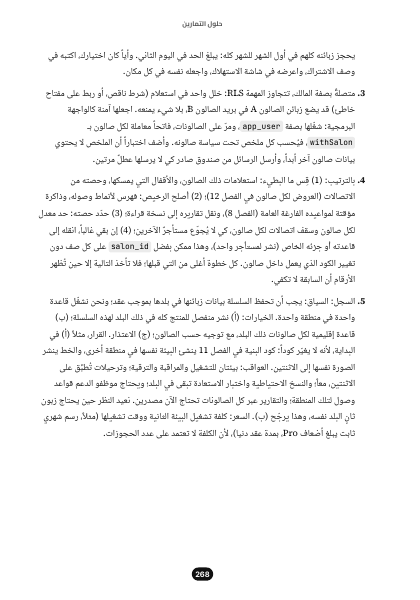 حلول التمارين
يحجز زبائنه كلهم في أول الشهر للشهر كله؛ يبلغ الحد في اليوم الثاني. وأياً كان اختيارك، اكتبه في
وصف الاشتراك، واعرضه في شاشة الاستهلاك، واجعله نفسه في كل مكان.
3. متصلاً بصفة المالك، تتجاوز المهمة RLS: خلل واحد في استعلام (شرط ناقص، أو ربط على مفتاح
خاطئ) قد يضع زبائن الصالون A في بريد الصالون B، بلا شيء يمنعه. اجعلها آمنة كالواجهة
البرمجية: شغّلها بصفة app_user، ومرّ على الصالونات، فاتحاً معاملة لكل صالون بـ
withSalon، فيُحسب كل ملخص تحت سياسة صالونه. وأضف اختباراً أن الملخص لا يحتوي
بيانات صالون آخر أبداً، وأرسل الرسائل من صندوق صادر كي لا يرسلها عطلٌ مرتين.
4. بالترتيب: (1) قِس ما البطيء: استعلامات ذلك الصالون، والأقفال التي يمسكها، وحصته من
الاتصالات (العروض لكل صالون في الفصل 12)؛ (2) أصلح الرخيص: فهرس لأنماط وصوله، وذاكرة
مؤقتة لمواعيده الفارغة العامة (الفصل 8)، ونقل تقاريره إلى نسخة قراءة؛ (3) حدّد حصته: حد معدل
لكل صالون وسقف اتصالات لكل صالون، كي لا يُجوّع مستأجرٌ الآخرين؛ (4) إن بقي غالباً، انقله إلى
قاعدته أو جزئه الخاص (نشر لمستأجر واحد)، وهذا ممكن بفضل salon_id على كل صف دون
تغيير الكود الذي يعمل داخل صالون. كل خطوة أغلى من التي قبلها؛ فلا تأخذ التالية إلا حين تُظهر
الأرقام أن السابقة لا تكفي.
5. السجل: السياق: يجب أن تحفظ السلسلة بيانات زبائنها في بلدها بموجب عقد؛ ونحن نشغّل قاعدة
واحدة في منطقة واحدة. الخيارات: (أ) نشر منفصل للمنتج كله في ذلك البلد لهذه السلسلة؛ (ب)
قاعدة إقليمية لكل صالونات ذلك البلد، مع توجيه حسب الصالون؛ (ج) الاعتذار. القرار، مثلاً: (أ) في
البداية، لأنه لا يغيّر كوداً: كود البنية في الفصل 11 ينشئ البيئة نفسها في منطقة أخرى، والخط ينشر
الصورة نفسها إلى الاثنتين. العواقب: بيئتان للتشغيل والمراقبة والترقية؛ وترحيلات تُطبَّق على
الاثنتين، معاً؛ والنسخ الاحتياطية واختبار الاستعادة تبقى في البلد؛ ويحتاج موظفو الدعم قواعد
وصول لتلك المنطقة؛ والتقارير عبر كل الصالونات تحتاج الآن مصدرين. نعيد النظر حين يحتاج زبون
ثانٍ البلد نفسه، وهذا يرجّح (ب). السعر: كلفة تشغيل البيئة الثانية ووقت تشغيلها (مثلاً، رسم شهري
ثابت يبلغ أضعاف Pro، بمدة عقد دنيا)، لأن الكلفة لا تعتمد على عدد الحجوزات.
268